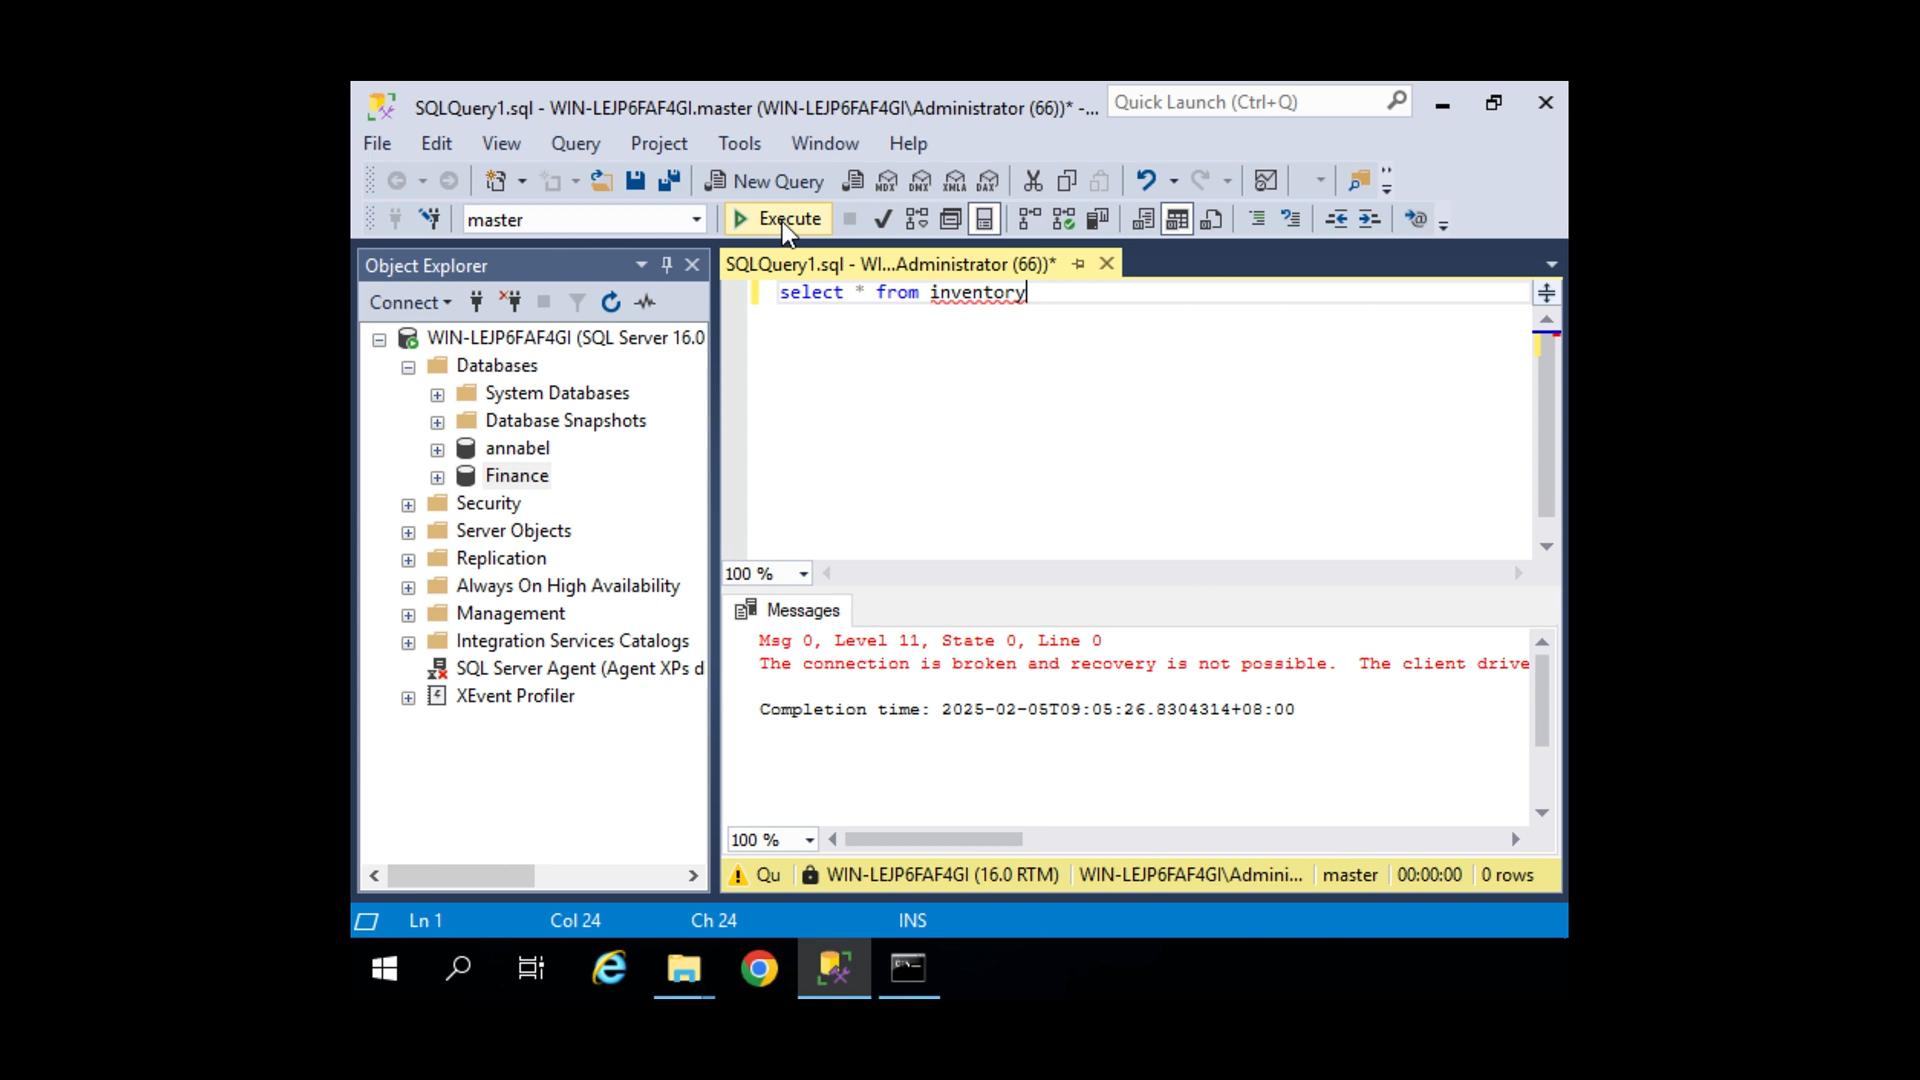 SQLQuery1.sql - WIN-LEJP6FAF4GI.master (WIN-LEJP6FAF4GI\Administrator (66))* -...
Quick Launch (Ctrl+Q)
File Edit View Query Project Tools Window Help
New Query MDX DMX XMLA DAX
master Execute
Object Explorer
Connect
WIN-LEJP6FAF4GI (SQL Server 16.0
Databases
System Databases
Database Snapshots
annabel
Finance
Security
Server Objects
Replication
Always On High Availability
Management
Integration Services Catalogs
SQL Server Agent (Agent XPs d
XEvent Profiler
SQLQuery1.sql - WI...Administrator (66))*
select * from inventory
100 %
Messages
Msg 0, Level 11, State 0, Line 0
The connection is broken and recovery is not possible.  The client drive
Completion time: 2025-02-05T09:05:26.8304314+08:00
100 %
Qu WIN-LEJP6FAF4GI (16.0 RTM) WIN-LEJP6FAF4GI\Admini... master 00:00:00 0 rows
Ln 1 Col 24 Ch 24 INS